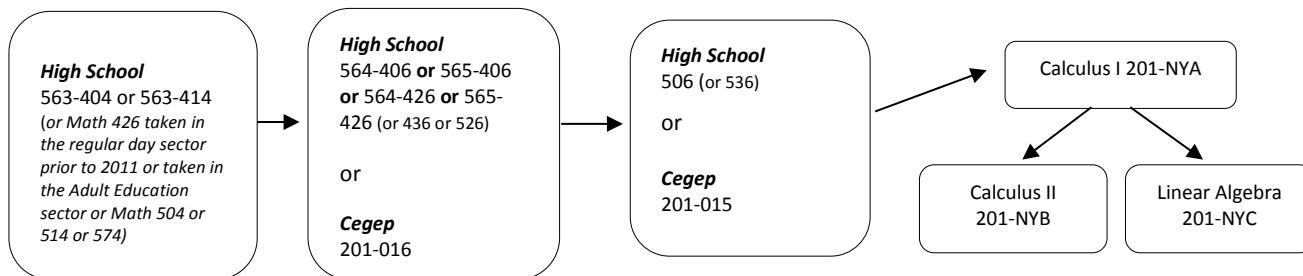 High School
563-404 or 563-414
(or Math 426 taken in
the regular day sector
prior to 2011 or taken in
the Adult Education
sector or Math 504 or
514 or 574)
High School
564-406 or 565-406
or 564-426 or 565-
426 (or 436 or 526)
or
Cegep
201-016
High School
506 (or 536)
or
Cegep
201-015
Calculus I 201-NYA
Calculus II
201-NYB
Linear Algebra
201-NYC